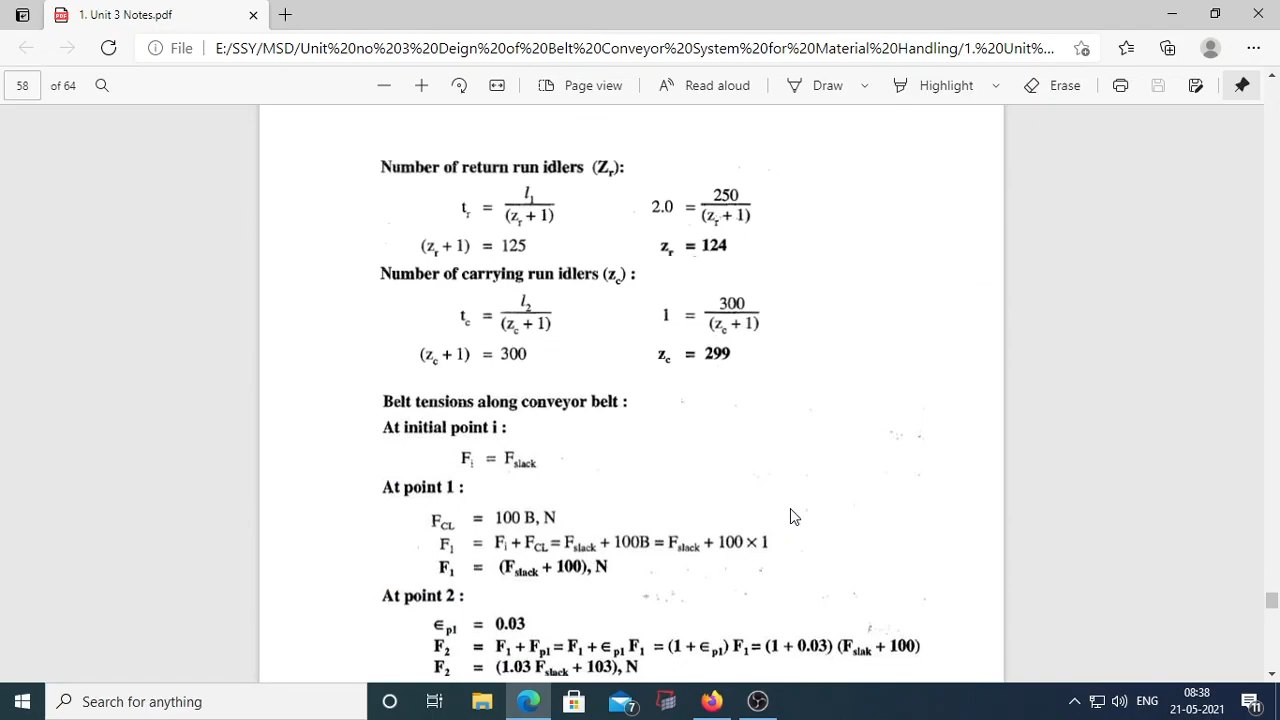 1. Unit 3 Notes.pdf
File E:/SSY/MSD/Unit%20no%203%20Deign%20of%20Belt%20Conveyor%20System%20for%20Material%20Handling/1.%20Unit%...
58 of 64 Page view Read aloud Draw Highlight Erase
Number of return run idlers (Zr):
tr = l1/(zr + 1) 2.0 = 250/(zr + 1)
(zr + 1) = 125 zr = 124
Number of carrying run idlers (zc) :
tc = l2/(zc + 1) 1 = 300/(zc + 1)
(zc + 1) = 300 zc = 299
Belt tensions along conveyor belt :
At initial point i :
Fi = Fslack
At point 1 :
FCL = 100 B, N
F1 = Fi + FCL = Fslack + 100B = Fslack + 100 × 1
F1 = (Fslack + 100), N
At point 2 :
∈p1 = 0.03
F2 = F1 + Fp1 = F1 + ∈p1 F1 = (1 + ∈p1) F1 = (1 + 0.03) (Fslak + 100)
F2 = (1.03 Fslack + 103), N
Search for anything
7
ENG
08:38
21-05-2021
11